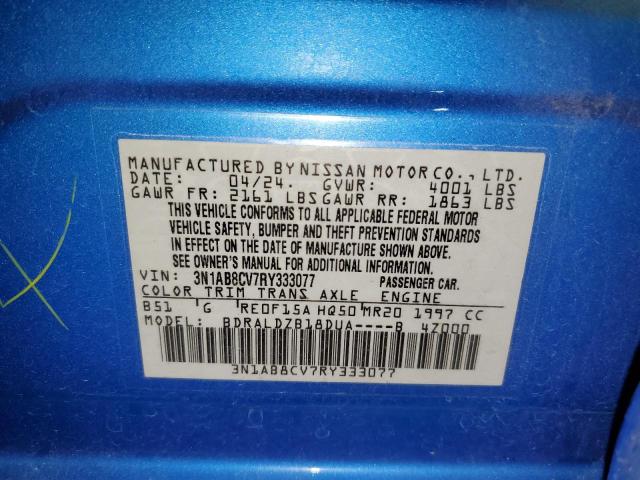 MANUFACTURED BY NISSAN MOTOR CO., LTD.
DATE: 04/24. GVWR: 4001 LBS
GAWR FR: 2161 LBS GAWR RR: 1863 LBS
THIS VEHICLE CONFORMS TO ALL APPLICABLE FEDERAL MOTOR
VEHICLE SAFETY, BUMPER AND THEFT PREVENTION STANDARDS
IN EFFECT ON THE DATE OF MANUFACTURE SHOWN ABOVE.
SEE OWNER'S MANUAL FOR ADDITIONAL INFORMATION.
VIN: 3N1AB8CV7RY333077 PASSENGER CAR.
COLOR TRIM TRANS AXLE ENGINE
B51 'G 'RE0F15A HQ50 MR20 1997 CC
MODEL: BDRALDZB18DUA----B 4Z000
3N1AB8CV7RY333077